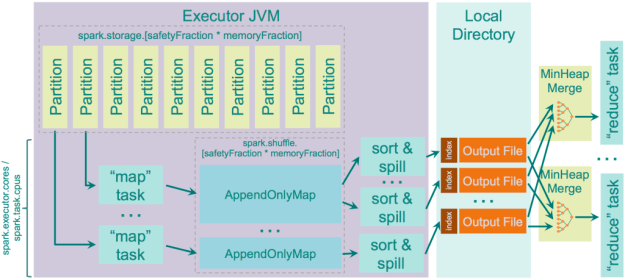 Executor JVM
Local
Directory
spark.storage.[safetyFraction * memoryFraction]
Partition
Partition
Partition
Partition
Partition
Partition
Partition
Partition
Partition
Partition
MinHeap
Merge
"reduce" task
spark.executor.cores /
spark.task.cpus
spark.shuffle.
[safetyFraction * memoryFraction]
"map"
task
...
"map"
task
AppendOnlyMap
...
AppendOnlyMap
sort &
spill
...
sort &
spill
sort &
spill
Index
Output File
Index
Output File
...
Index
Output File
...
MinHeap
Merge
"reduce" task